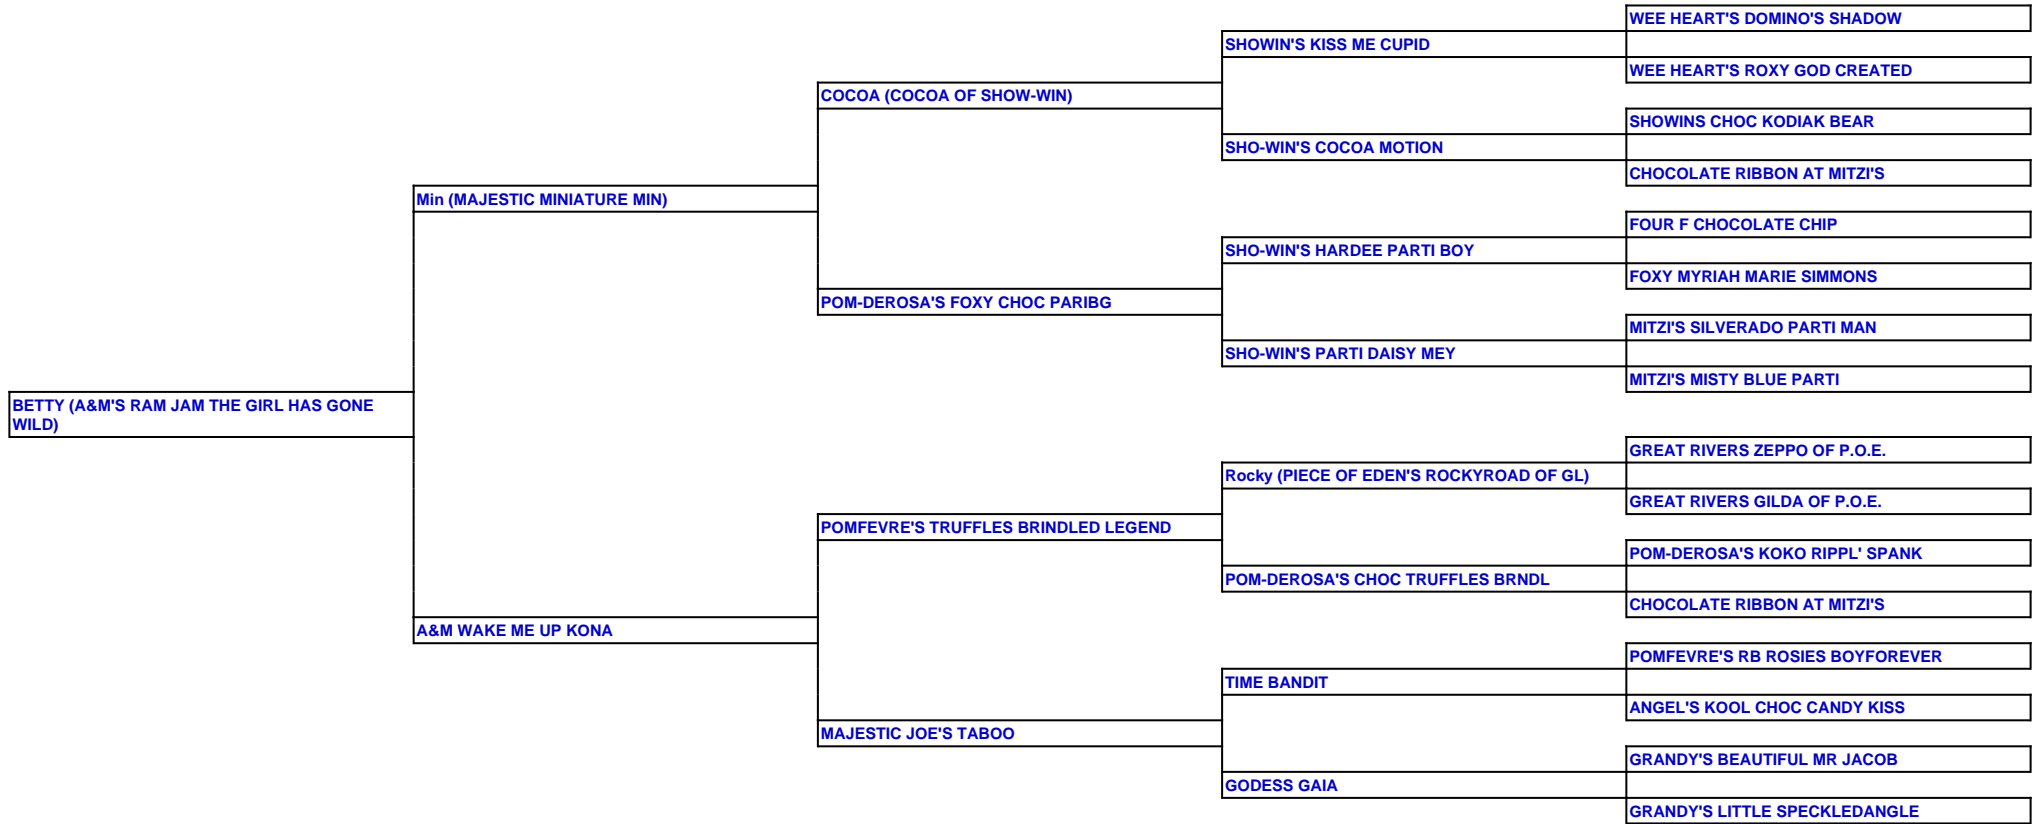 WEE HEART'S DOMINO'S SHADOW
SHOWIN'S KISS ME CUPID
WEE HEART'S ROXY GOD CREATED
COCOA (COCOA OF SHOW-WIN)
SHOWINS CHOC KODIAK BEAR
SHO-WIN'S COCOA MOTION
CHOCOLATE RIBBON AT MITZI'S
Min (MAJESTIC MINIATURE MIN)
FOUR F CHOCOLATE CHIP
SHO-WIN'S HARDEE PARTI BOY
FOXY MYRIAH MARIE SIMMONS
POM-DEROSA'S FOXY CHOC PARIBG
MITZI'S SILVERADO PARTI MAN
SHO-WIN'S PARTI DAISY MEY
MITZI'S MISTY BLUE PARTI
BETTY (A&M'S RAM JAM THE GIRL HAS GONE
WILD)
GREAT RIVERS ZEPPO OF P.O.E.
Rocky (PIECE OF EDEN'S ROCKYROAD OF GL)
GREAT RIVERS GILDA OF P.O.E.
POMFEVRE'S TRUFFLES BRINDLED LEGEND
POM-DEROSA'S KOKO RIPPL' SPANK
POM-DEROSA'S CHOC TRUFFLES BRNDL
CHOCOLATE RIBBON AT MITZI'S
A&M WAKE ME UP KONA
POMFEVRE'S RB ROSIES BOYFOREVER
TIME BANDIT
ANGEL'S KOOL CHOC CANDY KISS
MAJESTIC JOE'S TABOO
GRANDY'S BEAUTIFUL MR JACOB
GODESS GAIA
GRANDY'S LITTLE SPECKLEDANGLE